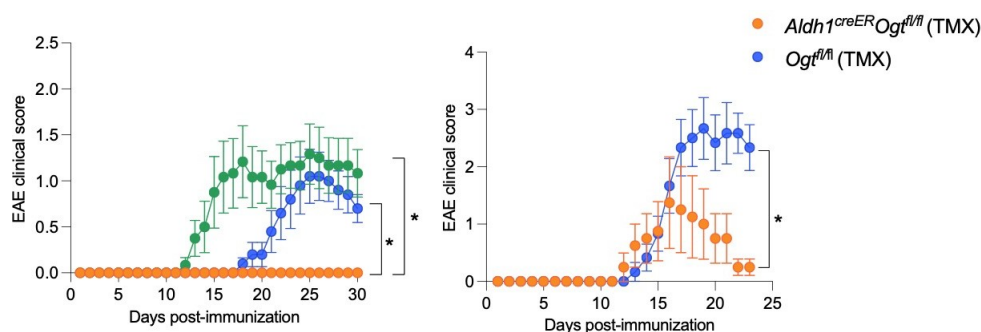 Aldh1creEROgtfl/fl (TMX)
Ogtfl/fl (TMX)
2.5
2.0
1.5
1.0
0.5
0.0
EAE clinical score
0 5 10 15 20 25 30
Days post-immunization
*
*
4
3
2
1
0
EAE clinical score
0 5 10 15 20 25
Days post-immunization
*